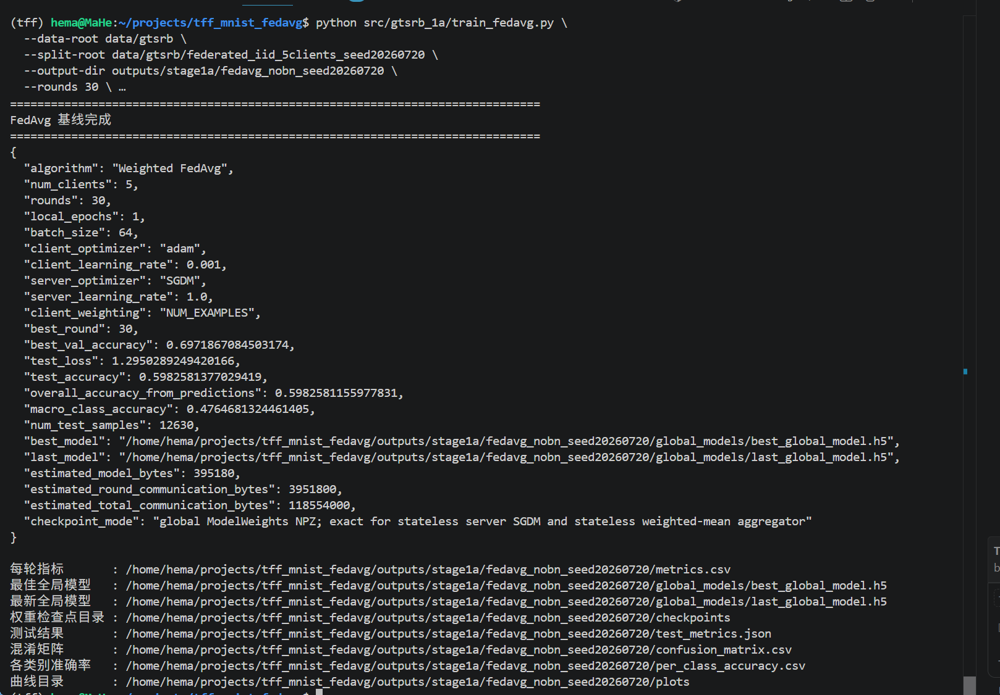 (tff) hema@MaHe:~/projects/tff_mnist_fedavg$ python src/gtsrb_1a/train_fedavg.py \
  --data-root data/gtsrb \
  --split-root data/gtsrb/federated_iid_5clients_seed20260720 \
  --output-dir outputs/stage1a/fedavg_nobn_seed20260720 \
  --rounds 30 \ …
==============================================================================
FedAvg 基线完成
==============================================================================
{
  "algorithm": "Weighted FedAvg",
  "num_clients": 5,
  "rounds": 30,
  "local_epochs": 1,
  "batch_size": 64,
  "client_optimizer": "adam",
  "client_learning_rate": 0.001,
  "server_optimizer": "SGDM",
  "server_learning_rate": 1.0,
  "client_weighting": "NUM_EXAMPLES",
  "best_round": 30,
  "best_val_accuracy": 0.6971867084503174,
  "test_loss": 1.2950289249420166,
  "test_accuracy": 0.5982581377029419,
  "overall_accuracy_from_predictions": 0.5982581155977831,
  "macro_class_accuracy": 0.4764681324461405,
  "num_test_samples": 12630,
  "best_model": "/home/hema/projects/tff_mnist_fedavg/outputs/stage1a/fedavg_nobn_seed20260720/global_models/best_global_model.h5",
  "last_model": "/home/hema/projects/tff_mnist_fedavg/outputs/stage1a/fedavg_nobn_seed20260720/global_models/last_global_model.h5",
  "estimated_model_bytes": 395180,
  "estimated_round_communication_bytes": 3951800,
  "estimated_total_communication_bytes": 118554000,
  "checkpoint_mode": "global ModelWeights NPZ; exact for stateless server SGDM and stateless weighted-mean aggregator"
}
每轮指标       : /home/hema/projects/tff_mnist_fedavg/outputs/stage1a/fedavg_nobn_seed20260720/metrics.csv
最佳全局模型   : /home/hema/projects/tff_mnist_fedavg/outputs/stage1a/fedavg_nobn_seed20260720/global_models/best_global_model.h5
最新全局模型   : /home/hema/projects/tff_mnist_fedavg/outputs/stage1a/fedavg_nobn_seed20260720/global_models/last_global_model.h5
权重检查点目录 : /home/hema/projects/tff_mnist_fedavg/outputs/stage1a/fedavg_nobn_seed20260720/checkpoints
测试结果       : /home/hema/projects/tff_mnist_fedavg/outputs/stage1a/fedavg_nobn_seed20260720/test_metrics.json
混淆矩阵       : /home/hema/projects/tff_mnist_fedavg/outputs/stage1a/fedavg_nobn_seed20260720/confusion_matrix.csv
各类别准确率   : /home/hema/projects/tff_mnist_fedavg/outputs/stage1a/fedavg_nobn_seed20260720/per_class_accuracy.csv
曲线目录       : /home/hema/projects/tff_mnist_fedavg/outputs/stage1a/fedavg_nobn_seed20260720/plots